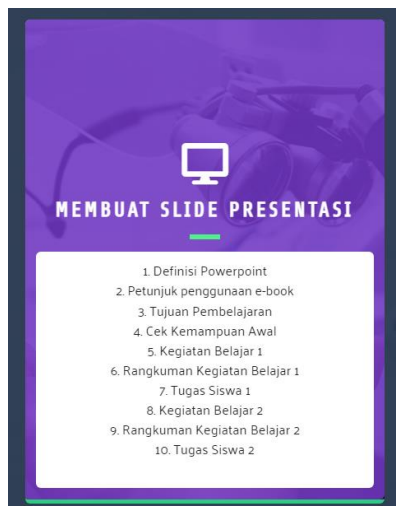 MEMBUAT SLIDE PRESENTASI
1. Definisi Powerpoint
2. Petunjuk penggunaan e-book
3. Tujuan Pembelajaran
4. Cek Kemampuan Awal
5. Kegiatan Belajar 1
6. Rangkuman Kegiatan Belajar 1
7. Tugas Siswa 1
8. Kegiatan Belajar 2
9. Rangkuman Kegiatan Belajar 2
10. Tugas Siswa 2